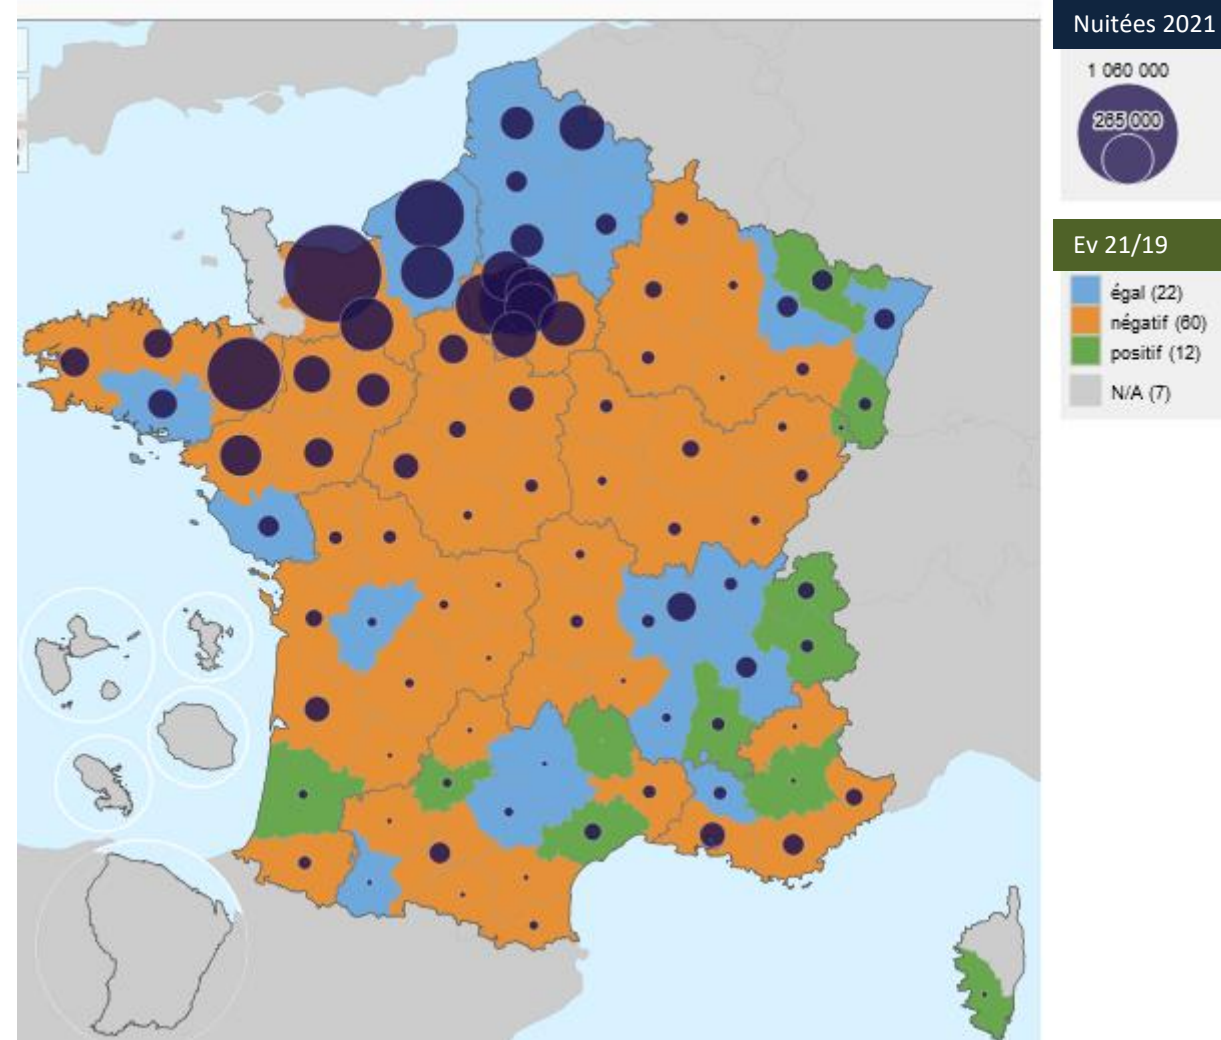 Nuitées 2021
1 060 000
265 000
Ev 21/19
égal (22)
négatif (60)
positif (12)
N/A (7)